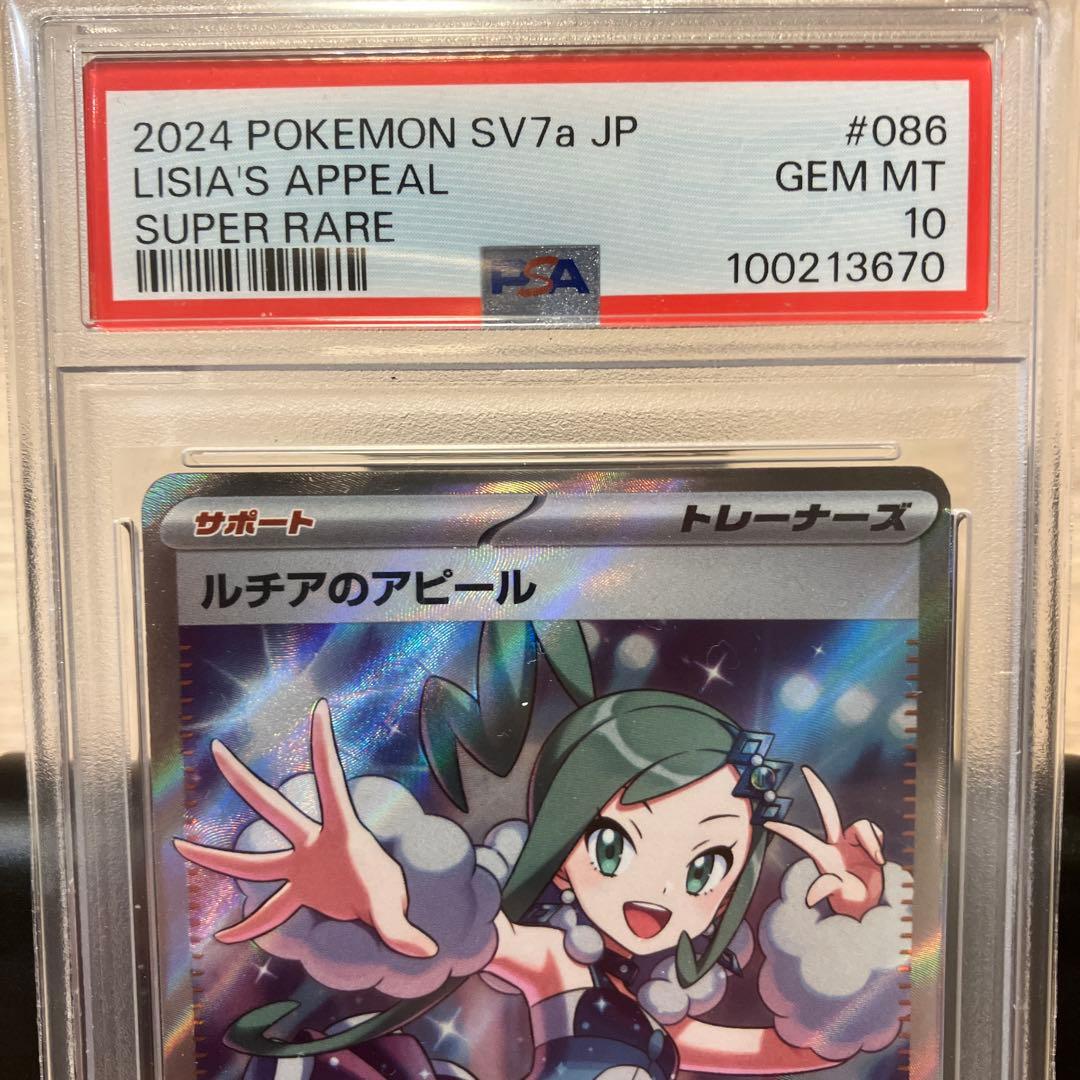 2024 POKEMON SV7a JP #086
LISIA'S APPEAL GEM MT
SUPER RARE 10
PSA 100213670
サポート トレーナーズ
ルチアのアピール